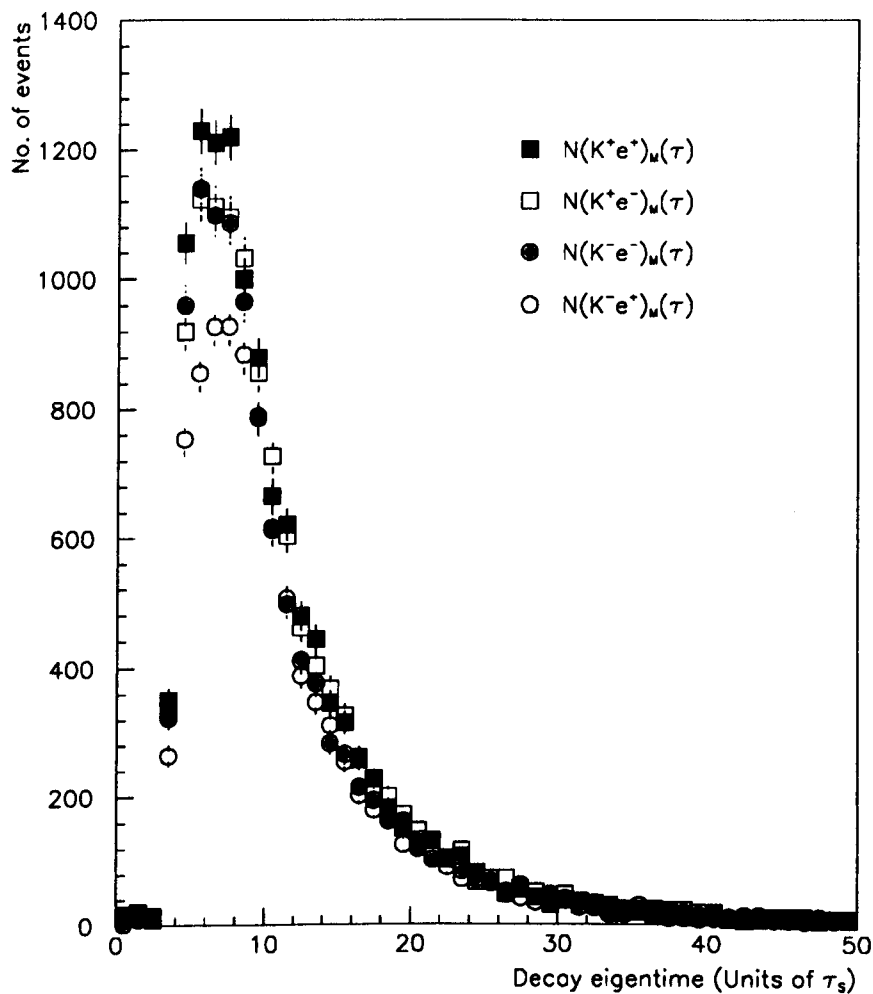 No. of events
1400
1200
1000
800
600
400
200
0
N(K⁺e⁺)ₘ(τ)
N(K⁺e⁻)ₘ(τ)
N(K⁻e⁻)ₘ(τ)
N(K⁻e⁺)ₘ(τ)
0 10 20 30 40 50
Decay eigentime (Units of τₛ)